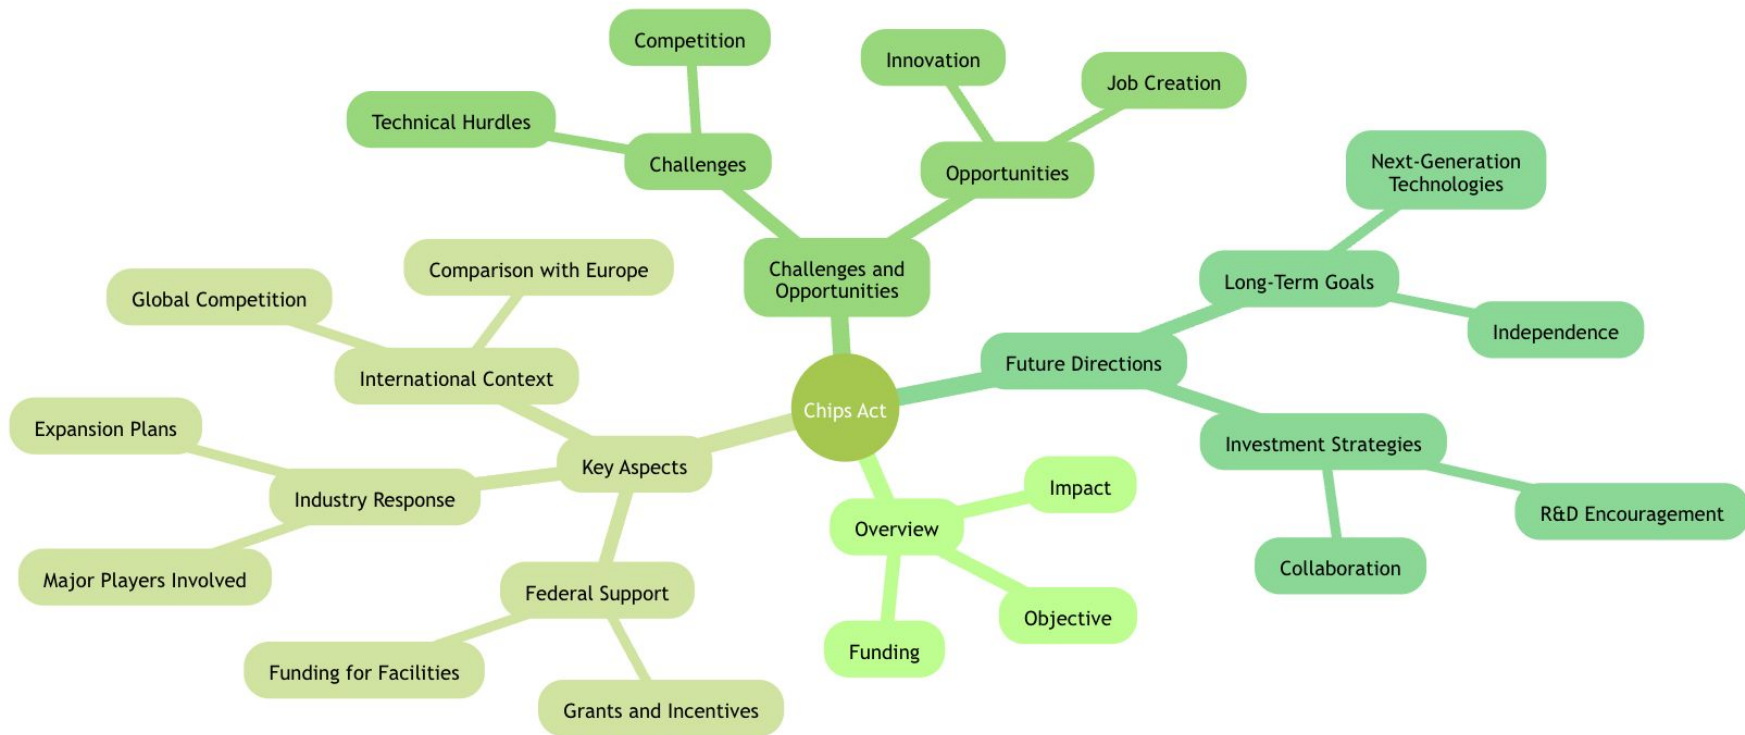 Competition
Innovation
Job Creation
Technical Hurdles
Challenges
Opportunities
Next-Generation
Technologies
Comparison with Europe
Global Competition
Challenges and
Opportunities
Long-Term Goals
Independence
International Context
Future Directions
Chips Act
Expansion Plans
Key Aspects
Investment Strategies
Industry Response
Impact
Overview
R&D Encouragement
Major Players Involved
Federal Support
Collaboration
Objective
Funding
Funding for Facilities
Grants and Incentives